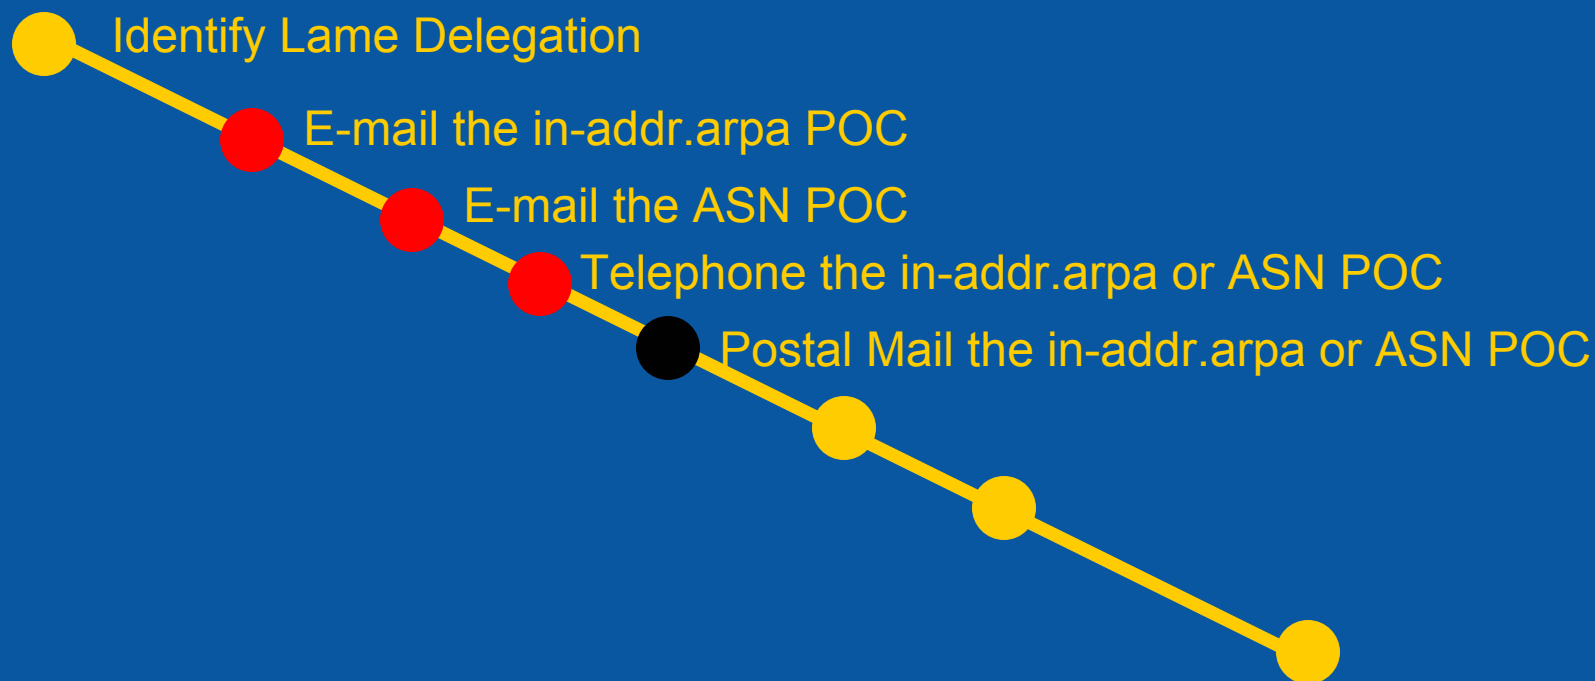 Identify Lame Delegation
E-mail the in-addr.arpa POC
E-mail the ASN POC
Telephone the in-addr.arpa or ASN POC
Postal Mail the in-addr.arpa or ASN POC